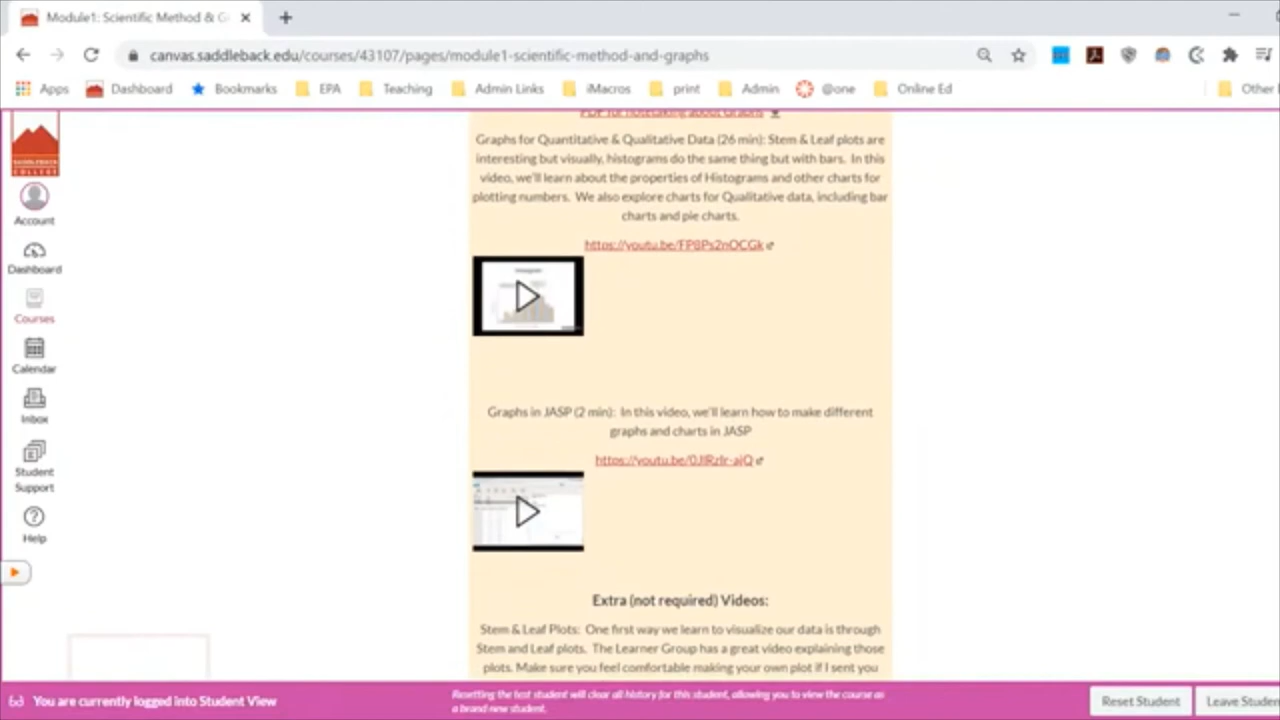 Module1: Scientific Method & G
canvas.saddleback.edu/courses/43107/pages/module1-scientific-method-and-graphs
Apps Dashboard Bookmarks EPA Teaching Admin Links iMacros print Admin @one Online Ed Other
PDF for notetaking about Graphs
Graphs for Quantitative & Qualitative Data (26 min): Stem & Leaf plots are
interesting but visually, histograms do the same thing but with bars. In this
video, we'll learn about the properties of Histograms and other charts for
plotting numbers. We also explore charts for Qualitative data, including bar
charts and pie charts.
https://youtu.be/FP8Ps2nOCGk
Graphs in JASP (2 min): In this video, we'll learn how to make different
graphs and charts in JASP
Extra (not required) Videos:
Stem & Leaf Plots: One first way we learn to visualize our data is through
Stem and Leaf plots. The Learner Group has a great video explaining those
plots. Make sure you feel comfortable making your own plot if I sent you
SADDLEBACK
COLLEGE
Account
Dashboard
Courses
Calendar
Inbox
Student
Support
Help
You are currently logged into Student View
Resetting the test student will clear all history for this student, allowing you to view the course as
a brand new student.
Reset Student
Leave Studen